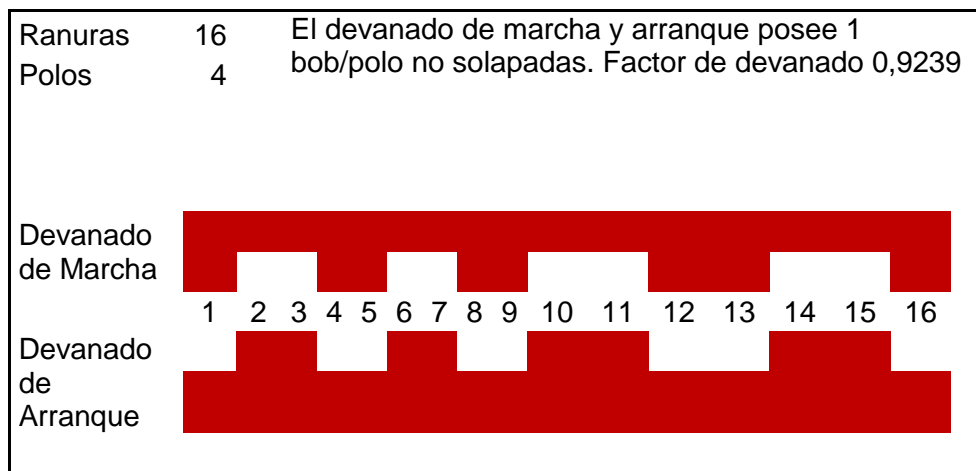 Ranuras 16
Polos 4
El devanado de marcha y arranque posee 1
bob/polo no solapadas. Factor de devanado 0,9239
Devanado
de Marcha
1 2 3 4 5 6 7 8 9 10 11 12 13 14 15 16
Devanado
de
Arranque